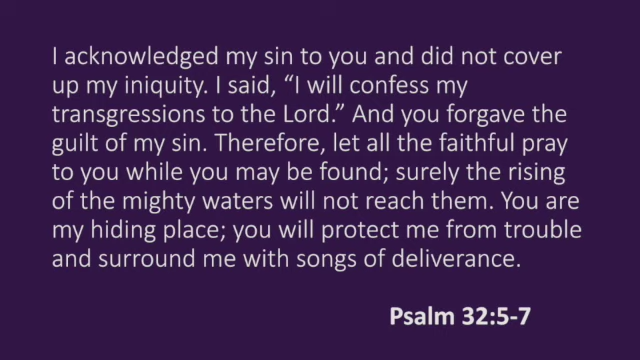 I acknowledged my sin to you and did not cover
up my iniquity. I said, “I will confess my
transgressions to the Lord.” And you forgave the
guilt of my sin. Therefore, let all the faithful pray
to you while you may be found; surely the rising
of the mighty waters will not reach them. You are
my hiding place; you will protect me from trouble
and surround me with songs of deliverance.
Psalm 32:5-7